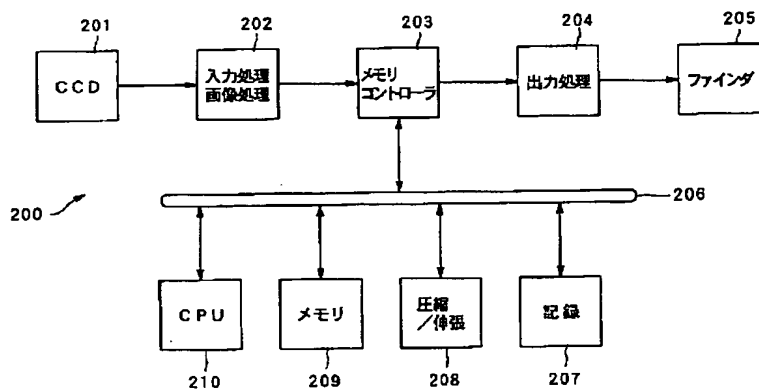 201
202
203
204
205
CCD
入力処理
画像処理
メモリ
コントローラ
出力処理
ファインダ
200
206
CPU
メモリ
圧縮
/伸張
記録
210
209
208
207